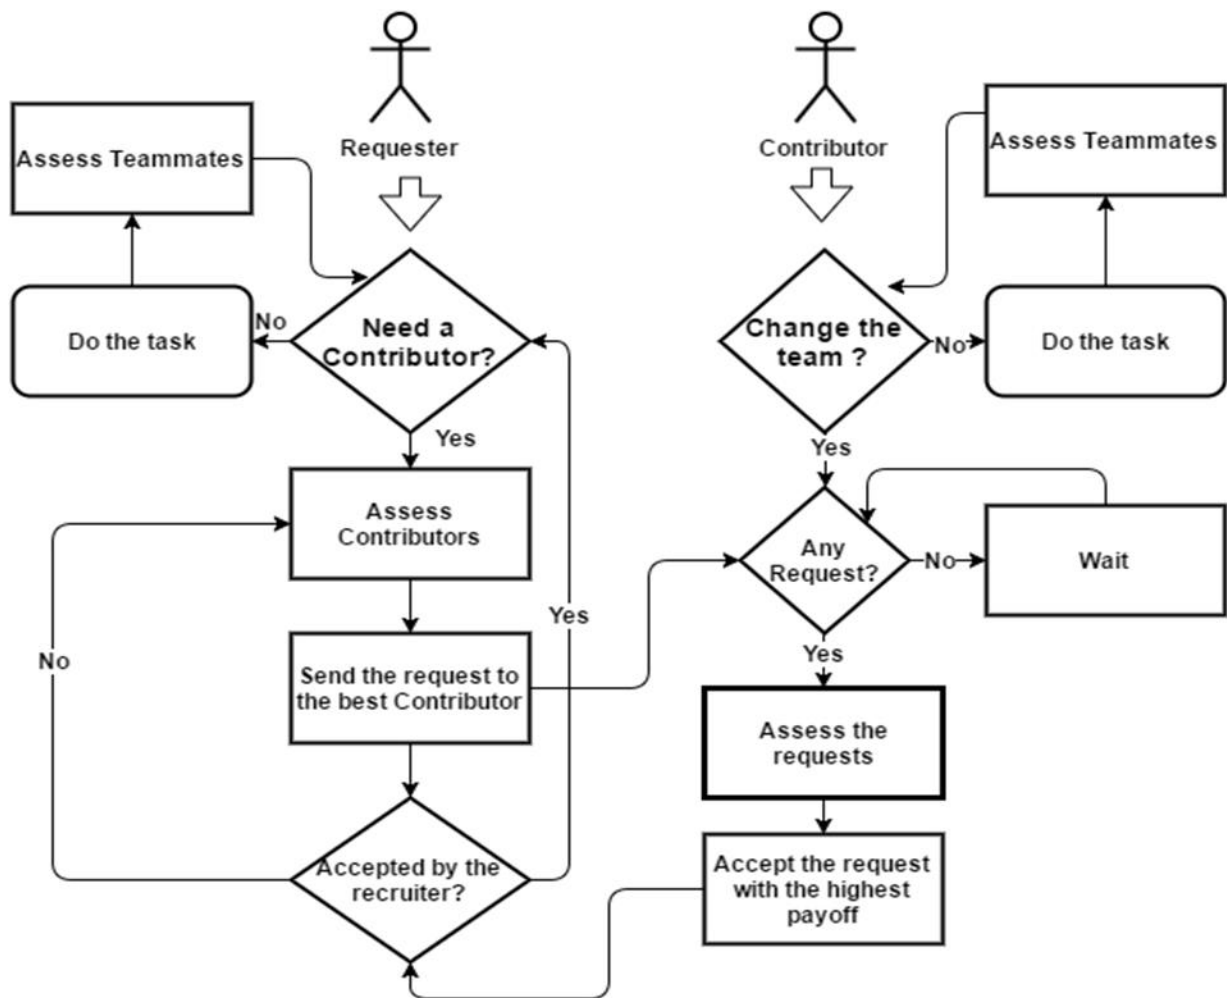 Requester
Contributor
Assess Teammates
Assess Teammates
Do the task
No
Need a
Contributor?
Change the
team ?
No
Do the task
Yes
Yes
Assess
Contributors
Any
Request?
No
Wait
Yes
No
Send the request to
the best Contributor
Yes
Assess the
requests
Accepted by the
recruiter?
Accept the request
with the highest
payoff